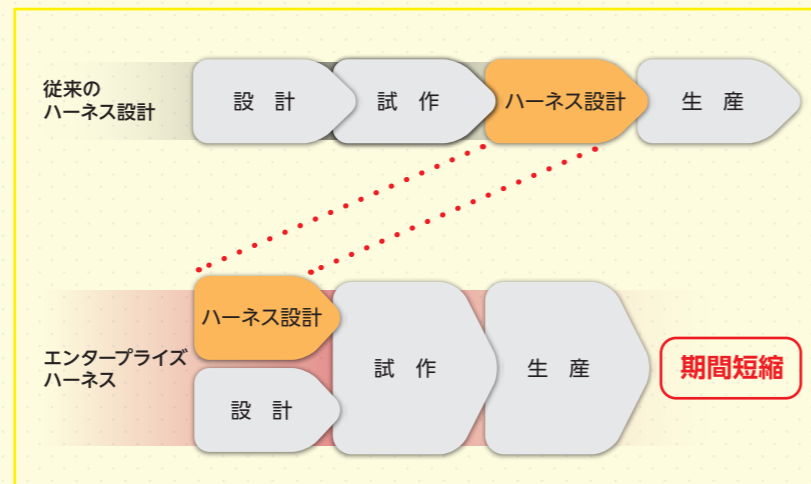 従来の
ハーネス設計
設　計
試　作
ハーネス設計
生　産
エンタープライズ
ハーネス
ハーネス設計
設　計
試　作
生　産
期間短縮